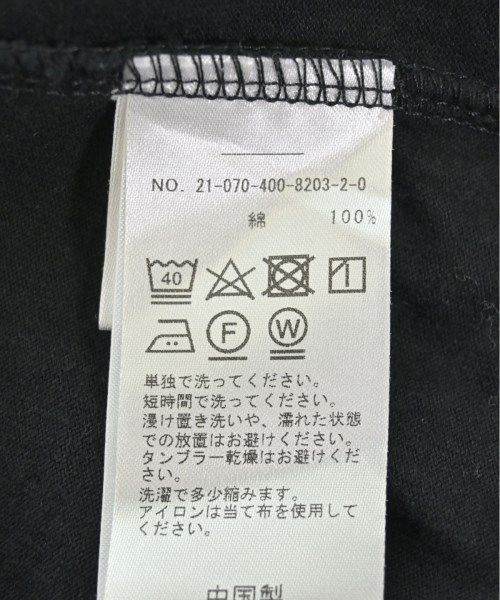 NO. 21-070-400-8203-2-0
綿 100%
40
F W
単独で洗ってください。
短時間で洗ってください。
浸け置き洗いや、濡れた状態
での放置はお避けください。
タンブラー乾燥はお避けください。
洗濯で多少縮みます。
アイロンは当て布を使用して
ください。
中国製